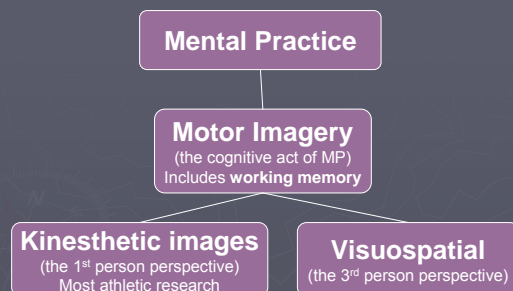 Mental Practice
Motor Imagery
(the cognitive act of MP)
Includes working memory
Kinesthetic images
(the 1st person perspective)
Most athletic research
Visuospatial
(the 3rd person perspective)